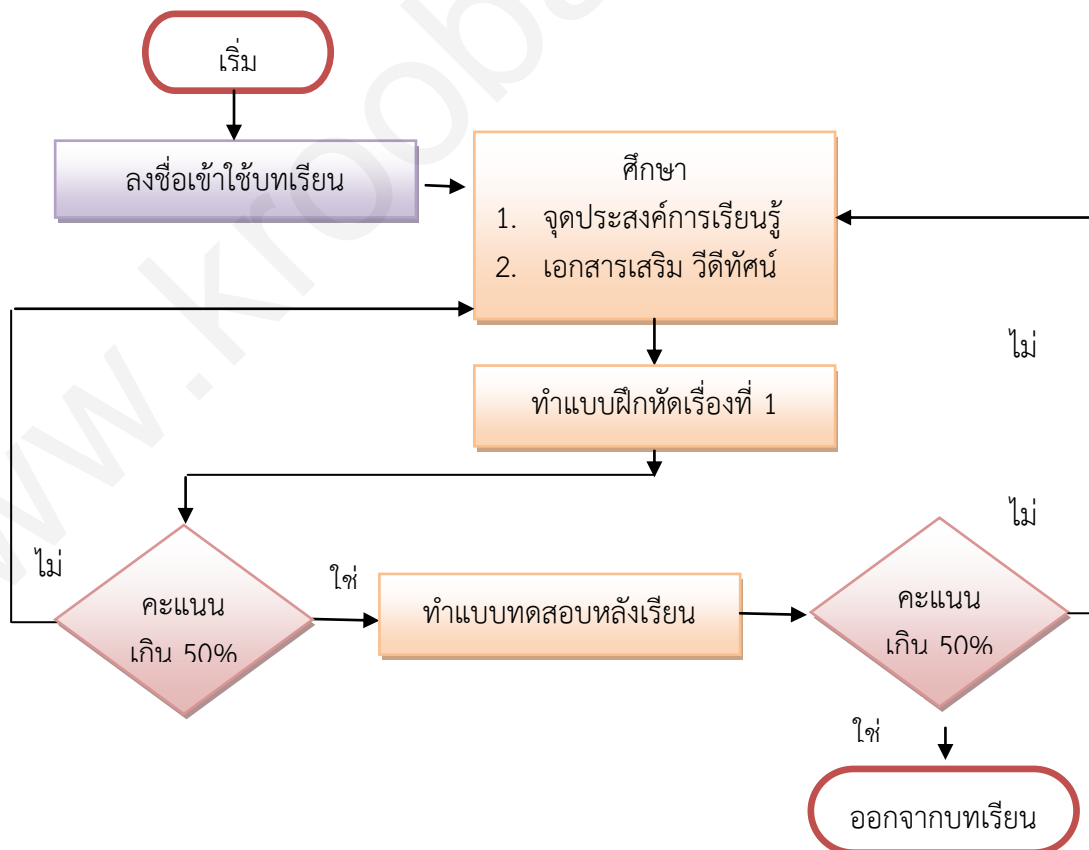 เริ่ม
ลงชื่อเข้าใช้บทเรียน
ศึกษา
1. จุดประสงค์การเรียนรู้
2. เอกสารเสริม วีดีทัศน์
ไม่
ทำแบบฝึกหัดเรื่องที่ 1
ไม่
ไม่
ใช่
คะแนน
เกิน 50%
ทำแบบทดสอบหลังเรียน
คะแนน
เกิน 50%
ใช่
ออกจากบทเรียน